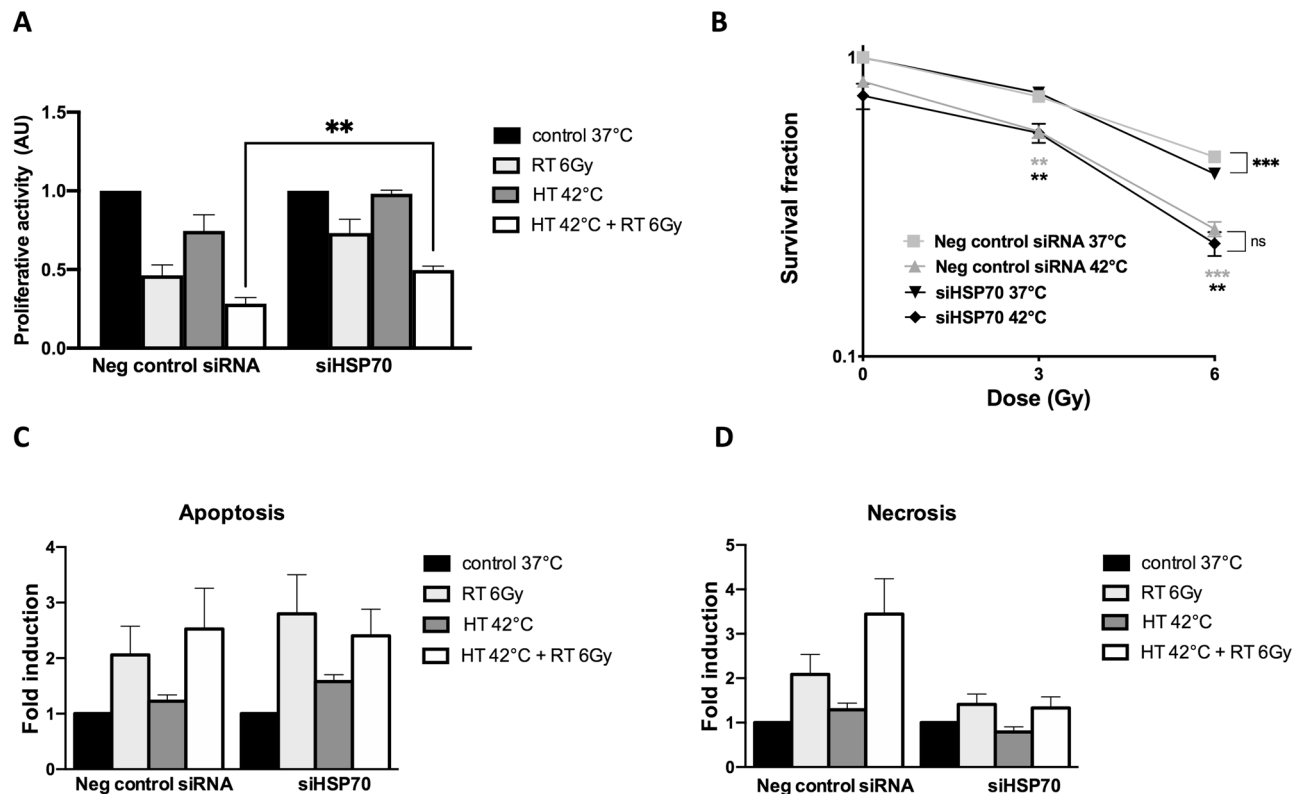 A
Proliferative activity (AU)
1.5
1.0
0.5
0.0
**
Neg control siRNA
siHSP70
control 37°C
RT 6Gy
HT 42°C
HT 42°C + RT 6Gy
B
Survival fraction
1
0.1
**
**
***
ns
***
**
Neg control siRNA 37°C
Neg control siRNA 42°C
siHSP70 37°C
siHSP70 42°C
0
3
6
Dose (Gy)
C
Apoptosis
Fold induction
4
3
2
1
0
Neg control siRNA
siHSP70
control 37°C
RT 6Gy
HT 42°C
HT 42°C + RT 6Gy
D
Necrosis
Fold induction
5
4
3
2
1
0
Neg control siRNA
siHSP70
control 37°C
RT 6Gy
HT 42°C
HT 42°C + RT 6Gy